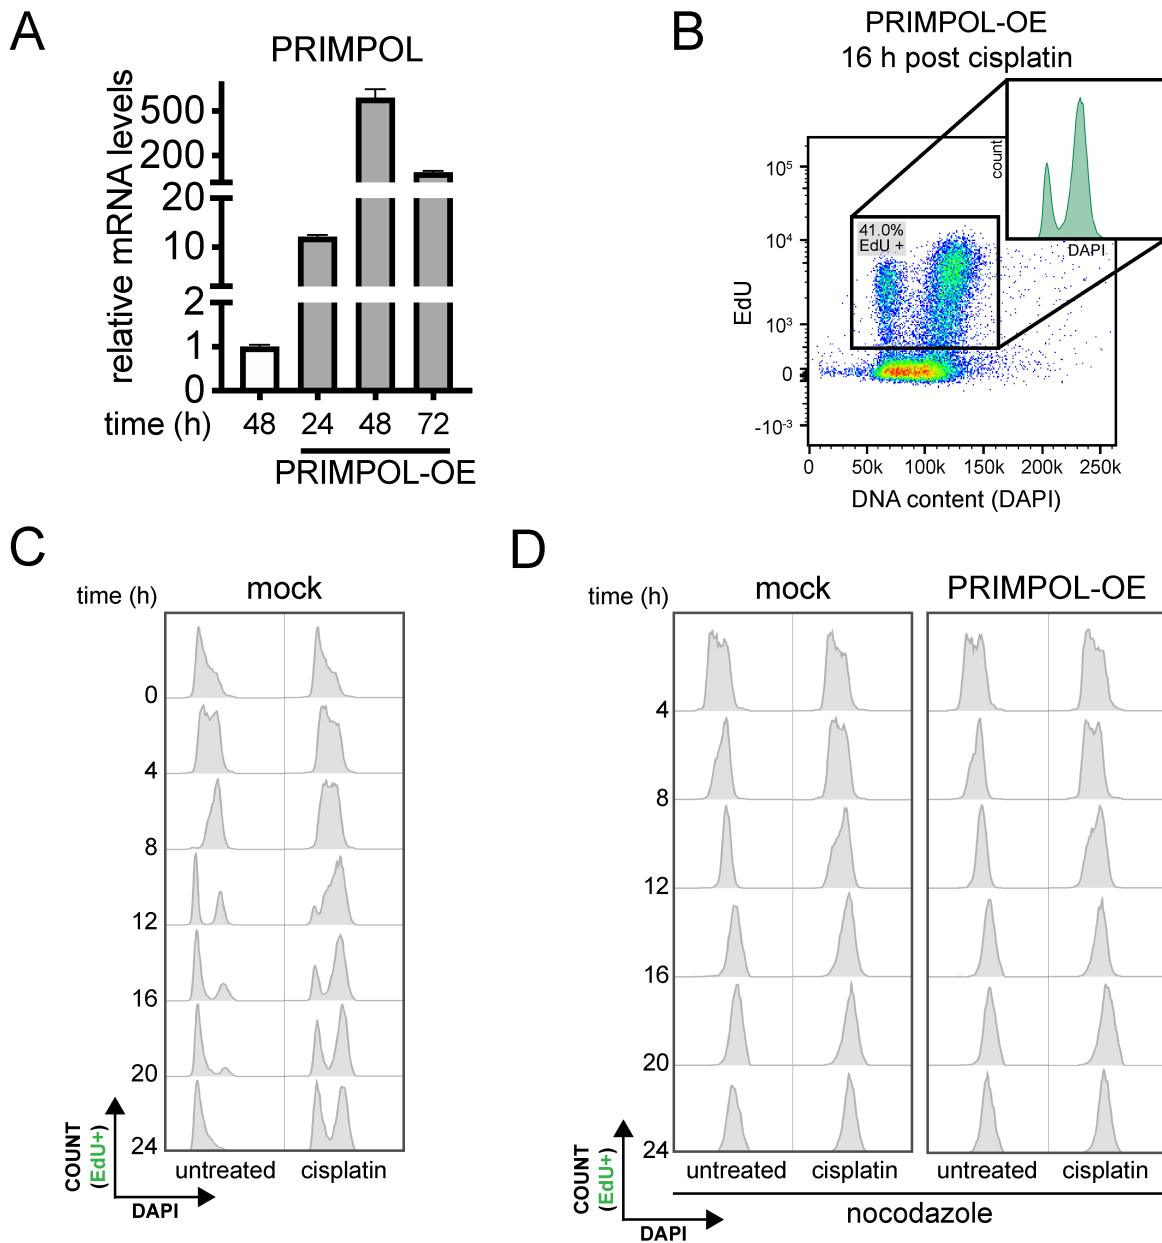 A
PRIMPOL
relative mRNA levels
500
200
20
10
2
1
0
time (h)
48
24
48
72
PRIMPOL-OE
B
PRIMPOL-OE
16 h post cisplatin
count
DAPI
41.0%
EdU +
EdU
10⁵
10⁴
10³
0
-10⁻³
0
50k
100k
150k
200k
250k
DNA content (DAPI)
C
time (h)
mock
0
4
8
12
16
20
24
untreated
cisplatin
COUNT
(EdU+)
DAPI
D
time (h)
mock
PRIMPOL-OE
4
8
12
16
20
24
untreated
cisplatin
untreated
cisplatin
nocodazole
COUNT
(EdU+)
DAPI